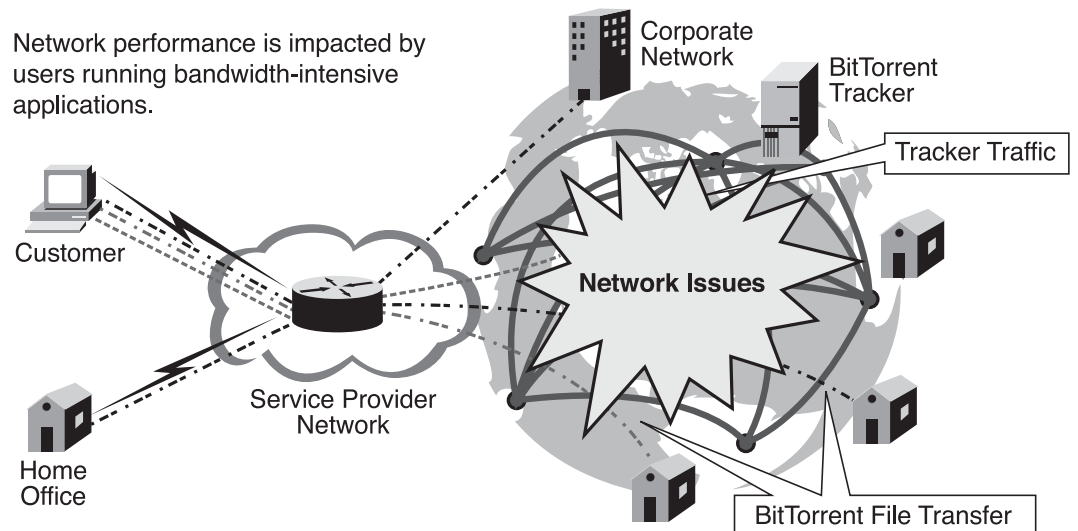 Network performance is impacted by
users running bandwidth-intensive
applications.
Corporate
Network
BitTorrent
Tracker
Tracker Traffic
Customer
Network Issues
Service Provider
Network
Home
Office
BitTorrent File Transfer